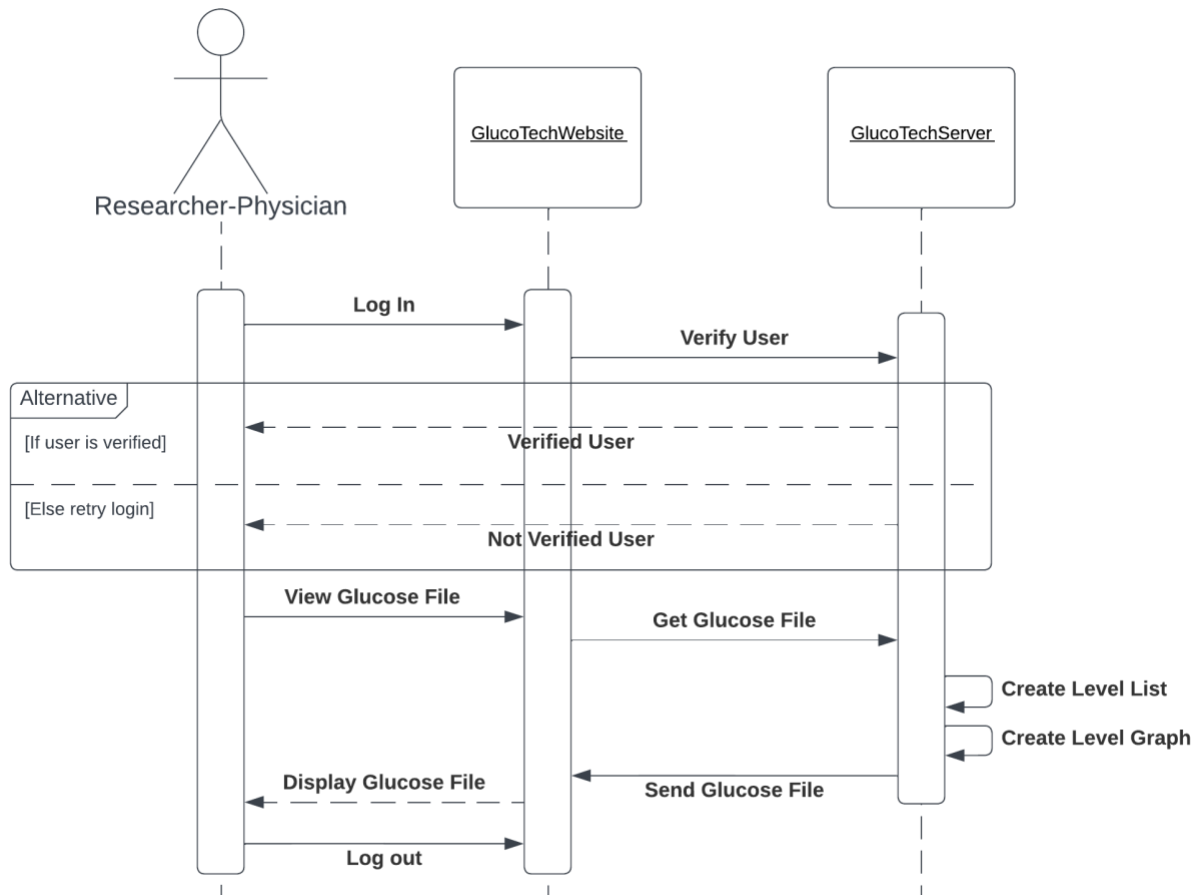 Researcher-Physician
GlucoTechWebsite
GlucoTechServer
Log In
Verify User
Alternative
[If user is verified]
Verified User
[Else retry login]
Not Verified User
View Glucose File
Get Glucose File
Create Level List
Create Level Graph
Display Glucose File
Send Glucose File
Log out